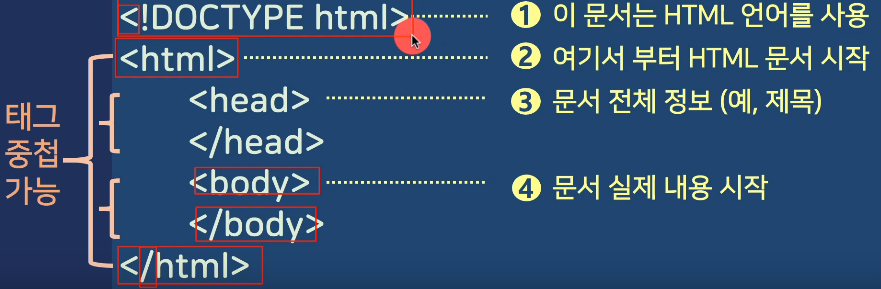 <!DOCTYPE html> ❶ 이 문서는 HTML 언어를 사용
<html> ❷ 여기서 부터 HTML 문서 시작
<head> ❸ 문서 전체 정보 (예, 제목)
태그
중첩
가능
</head>
<body> ❹ 문서 실제 내용 시작
</body>
</html>